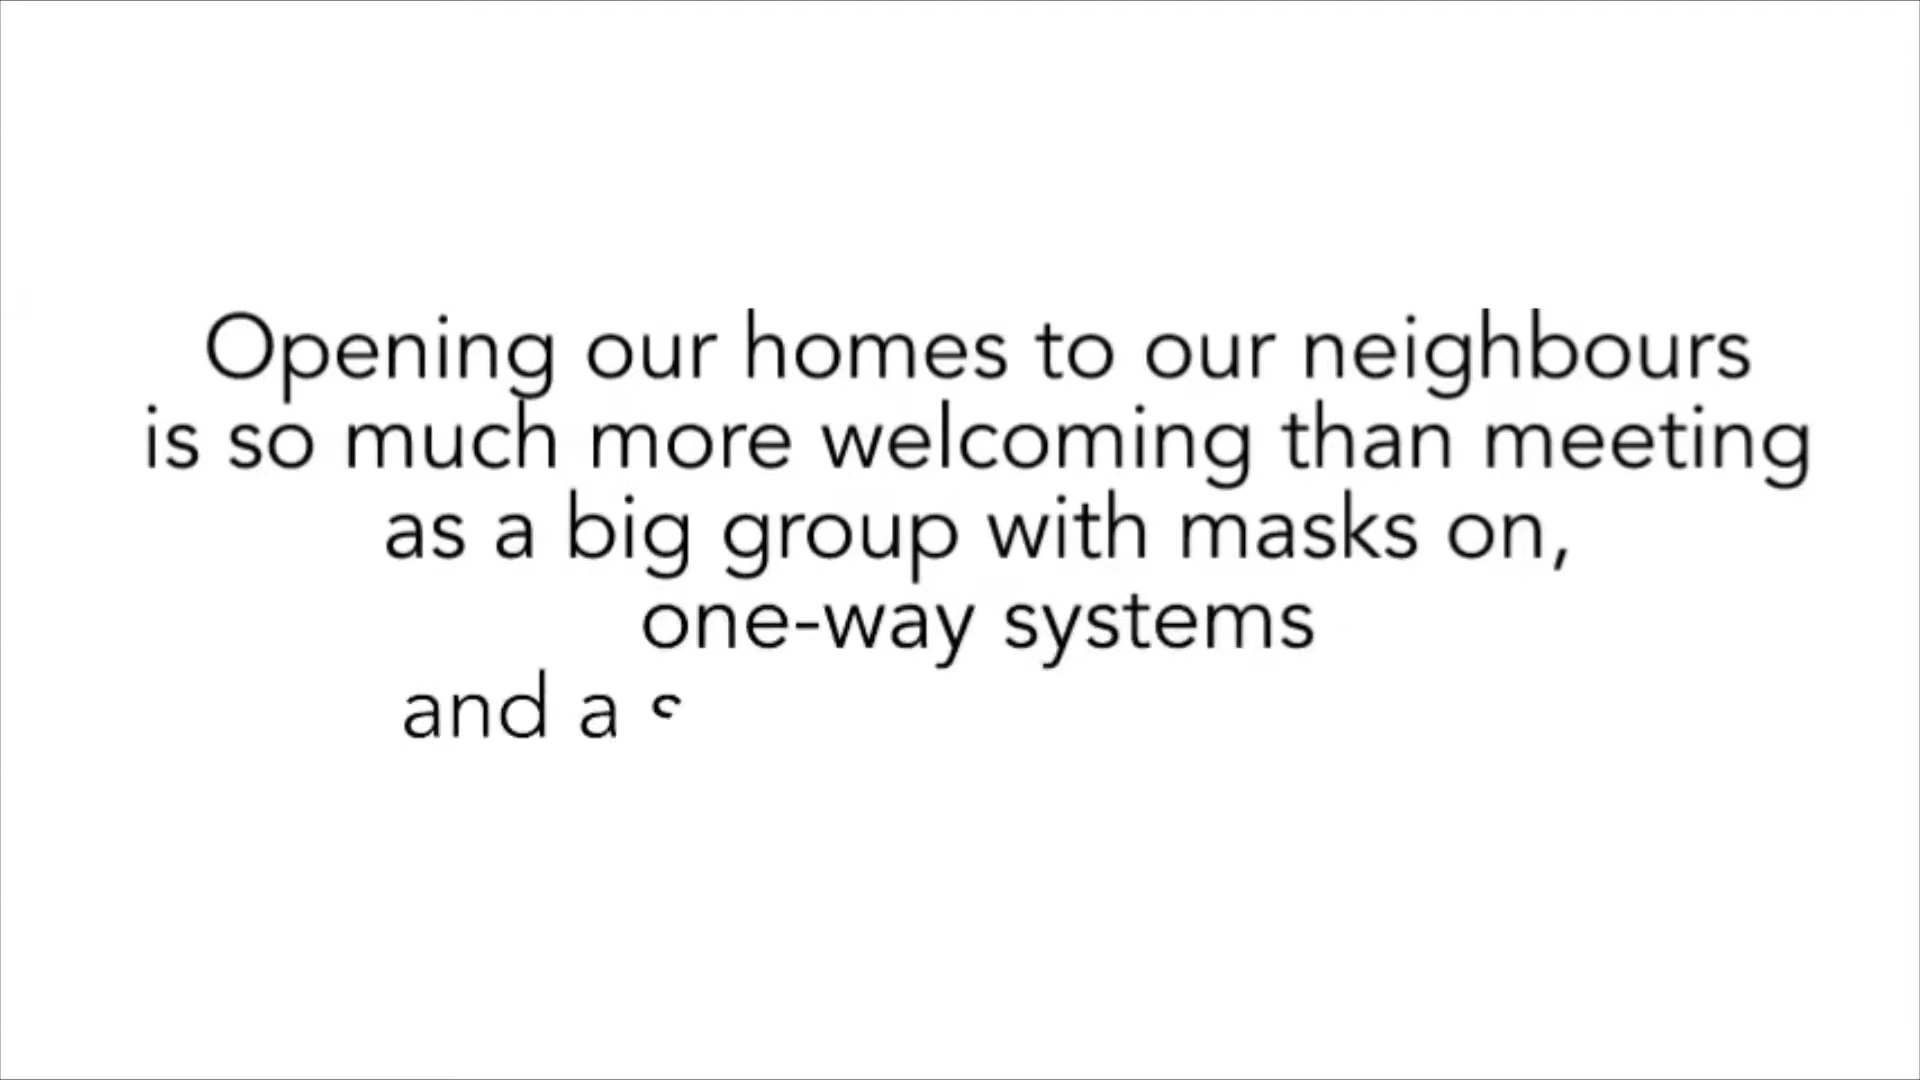 Opening our homes to our neighbours
is so much more welcoming than meeting
as a big group with masks on,
one-way systems
and a